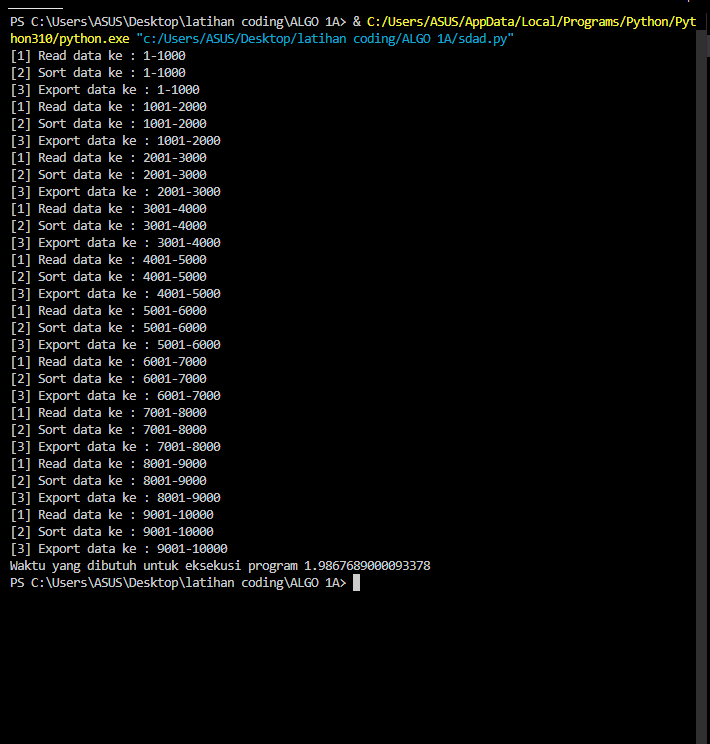 PS C:\Users\ASUS\Desktop\latihan coding\ALGO 1A> & C:/Users/ASUS/AppData/Local/Programs/Python/Pyt
hon310/python.exe "c:/Users/ASUS/Desktop/latihan coding/ALGO 1A/sdad.py"
[1] Read data ke : 1-1000
[2] Sort data ke : 1-1000
[3] Export data ke : 1-1000
[1] Read data ke : 1001-2000
[2] Sort data ke : 1001-2000
[3] Export data ke : 1001-2000
[1] Read data ke : 2001-3000
[2] Sort data ke : 2001-3000
[3] Export data ke : 2001-3000
[1] Read data ke : 3001-4000
[2] Sort data ke : 3001-4000
[3] Export data ke : 3001-4000
[1] Read data ke : 4001-5000
[2] Sort data ke : 4001-5000
[3] Export data ke : 4001-5000
[1] Read data ke : 5001-6000
[2] Sort data ke : 5001-6000
[3] Export data ke : 5001-6000
[1] Read data ke : 6001-7000
[2] Sort data ke : 6001-7000
[3] Export data ke : 6001-7000
[1] Read data ke : 7001-8000
[2] Sort data ke : 7001-8000
[3] Export data ke : 7001-8000
[1] Read data ke : 8001-9000
[2] Sort data ke : 8001-9000
[3] Export data ke : 8001-9000
[1] Read data ke : 9001-10000
[2] Sort data ke : 9001-10000
[3] Export data ke : 9001-10000
Waktu yang dibutuh untuk eksekusi program 1.9867689000093378
PS C:\Users\ASUS\Desktop\latihan coding\ALGO 1A>